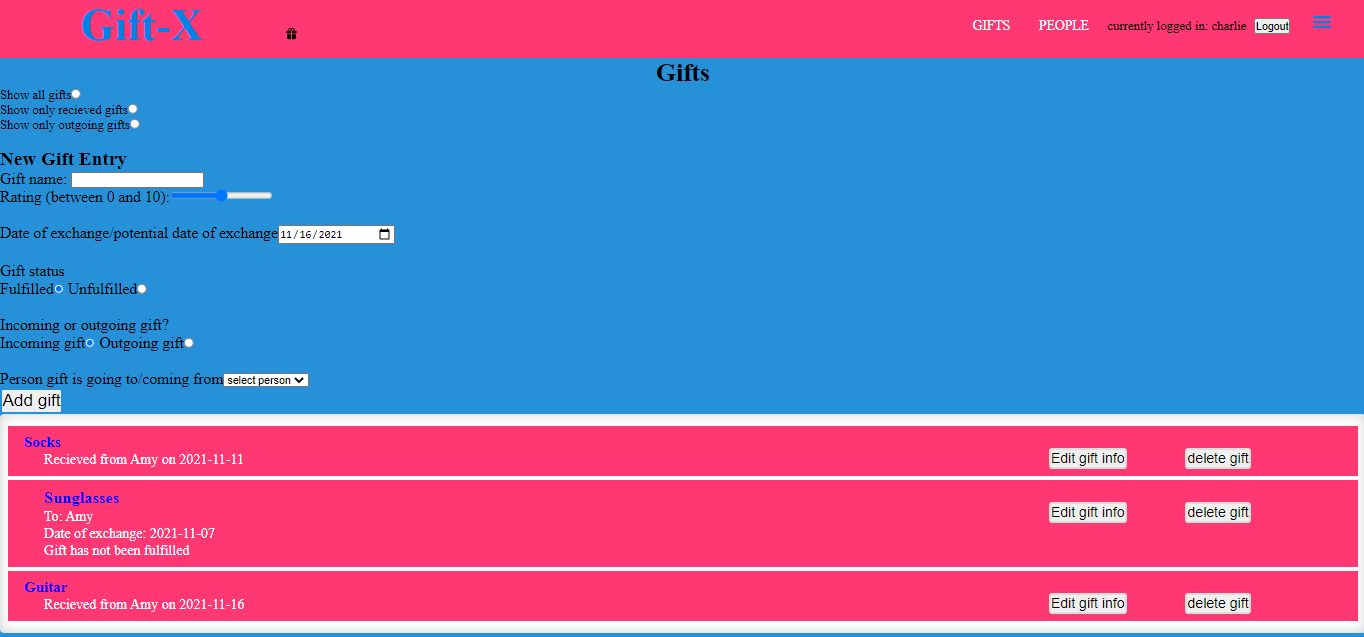 Gift-X
GIFTS PEOPLE currently logged in: charlie Logout
Gifts
Show all gifts
Show only recieved gifts
Show only outgoing gifts
New Gift Entry
Gift name:
Rating (between 0 and 10):
Date of exchange/potential date of exchange 11/16/2021
Gift status
Fulfilled Unfulfilled
Incoming or outgoing gift?
Incoming gift Outgoing gift
Person gift is going to/coming from select person
Add gift
Socks
Recieved from Amy on 2021-11-11 Edit gift info delete gift
Sunglasses
To: Amy Edit gift info delete gift
Date of exchange: 2021-11-07
Gift has not been fulfilled
Guitar
Recieved from Amy on 2021-11-16 Edit gift info delete gift